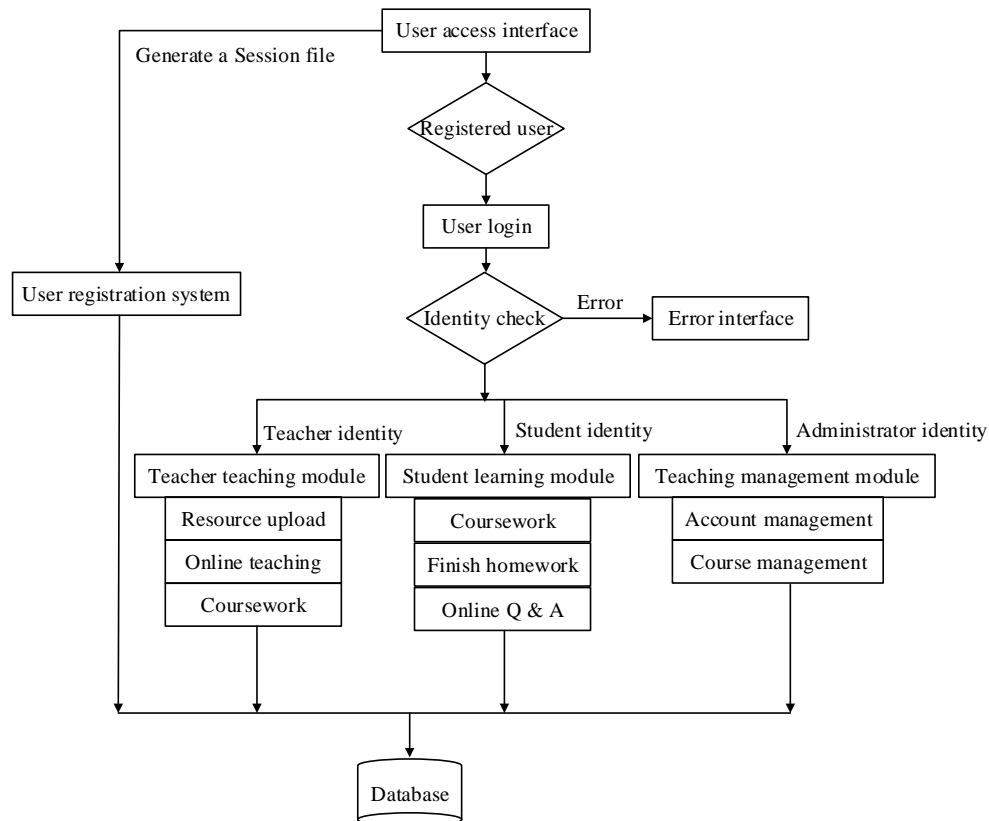 User access interface
Generate a Session file
Registered user
User login
User registration system
Identity check
Error
Error interface
Teacher identity
Student identity
Administrator identity
Teacher teaching module
Student learning module
Teaching management module
Resource upload
Coursework
Account management
Online teaching
Finish homework
Course management
Coursework
Online Q & A
Database